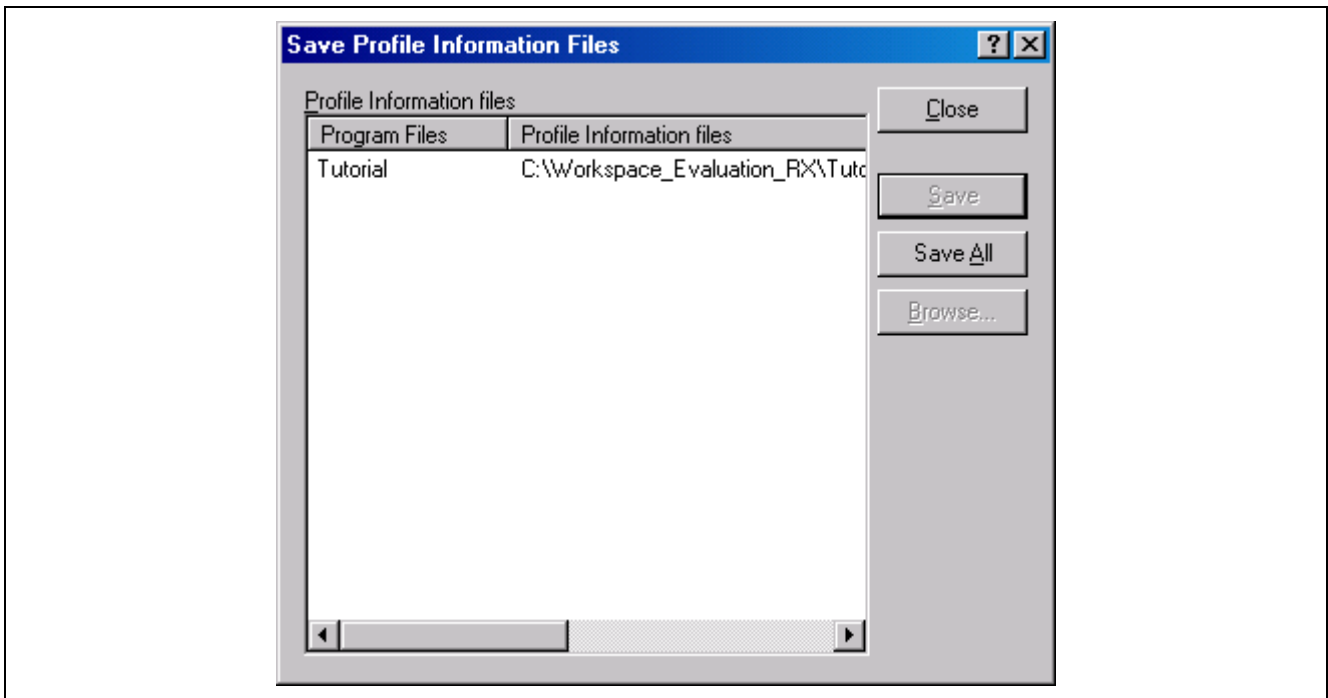 Save Profile Information Files
Profile Information files
Program Files Profile Information files
Tutorial C:\Workspace_Evaluation_RX\Tuto
Close
Save
Save All
Browse...